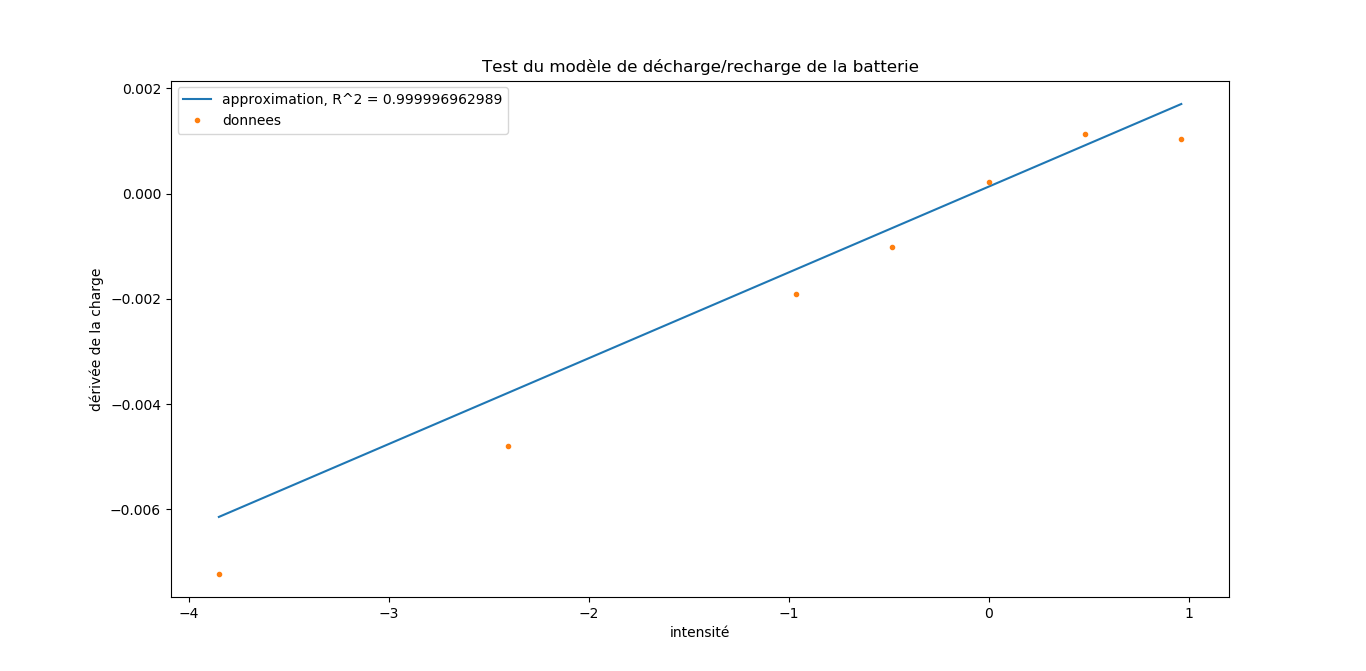 Test du modèle de décharge/recharge de la batterie
approximation, R^2 = 0.999996962989
donnees
0.002
0.000
−0.002
−0.004
−0.006
dérivée de la charge
−4
−3
−2
−1
0
1
intensité